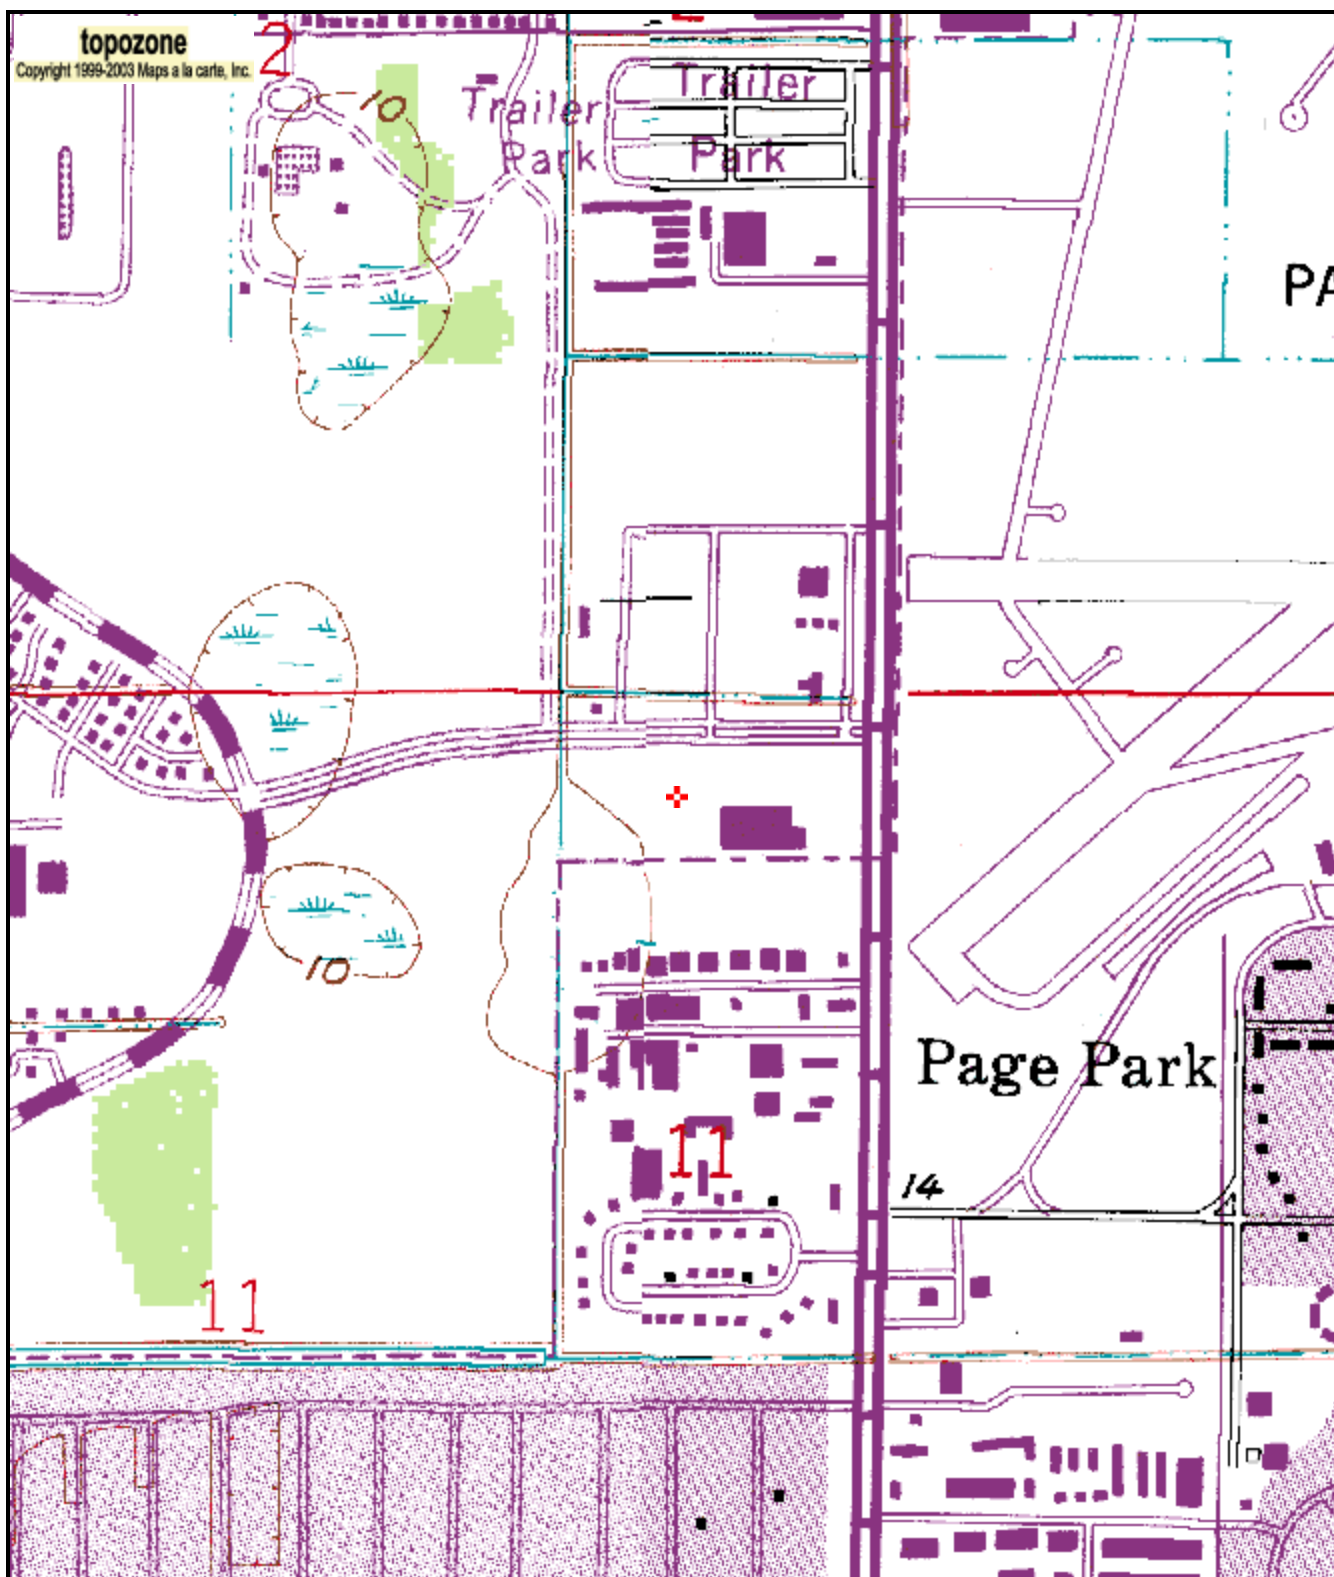 topozone
Copyright 1999-2003 Maps a la carte, Inc.
2
10
Trailer
Park
Trailer
Park
PA
10
Page Park
11
14
11